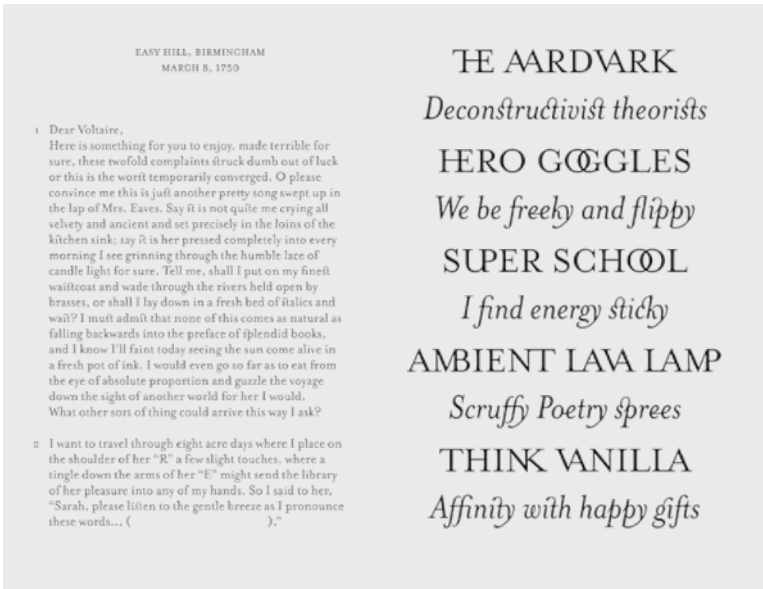 EASY HILL, BIRMINGHAM
MARCH 8, 1750
1 Dear Voltaire,
Here is something for you to enjoy, made terrible for
sure, these twofold complaints struck dumb out of luck
or this is the worst temporarily converged. O please
convince me this is just another pretty song swept up in
the lap of Mrs. Eaves. Say it is not quite me crying all
velvety and ancient and set precisely in the loins of the
kitchen sink; say it is her pressed completely into every
morning I see grinning through the humble lace of
candle light for sure. Tell me, shall I put on my finest
waistcoat and wade through the rivers held open by
brasses, or shall I lay down in a fresh bed of italics and
wait? I must admit that none of this comes as natural as
falling backwards into the preface of splendid books,
and I know I'll faint today seeing the sun come alive in
a fresh pot of ink. I would even go so far as to eat from
the eye of absolute proportion and guzzle the voyage
down the sight of another world for her I would.
What other sort of thing could arrive this way I ask?
2 I want to travel through eight acre days where I place on
the shoulder of her “R” a few slight touches, where a
tingle down the arms of her “E” might send the library
of her pleasure into any of my hands. So I said to her,
“Sarah, please listen to the gentle breeze as I pronounce
these words... ( ).”
THE AARDVARK
Deconstructivist theorists
HERO GOGGLES
We be freeky and flippy
SUPER SCHOOL
I find energy sticky
AMBIENT LAVA LAMP
Scruffy Poetry sprees
THINK VANILLA
Affinity with happy gifts